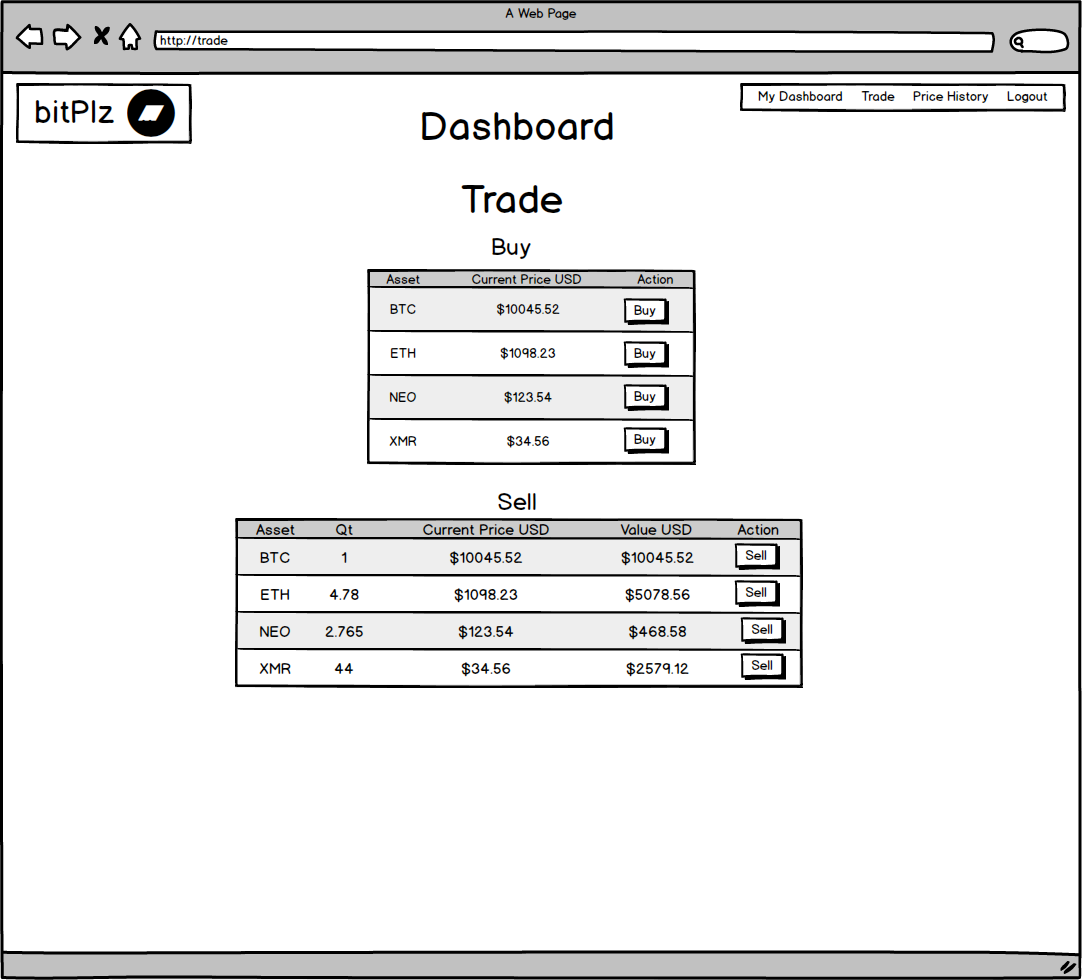 A Web Page
http://trade
bitPlz
My Dashboard Trade Price History Logout
Dashboard
Trade
Buy
Asset Current Price USD Action
BTC $10045.52 Buy
ETH $1098.23 Buy
NEO $123.54 Buy
XMR $34.56 Buy
Sell
Asset Qt Current Price USD Value USD Action
BTC 1 $10045.52 $10045.52 Sell
ETH 4.78 $1098.23 $5078.56 Sell
NEO 2.765 $123.54 $468.58 Sell
XMR 44 $34.56 $2579.12 Sell